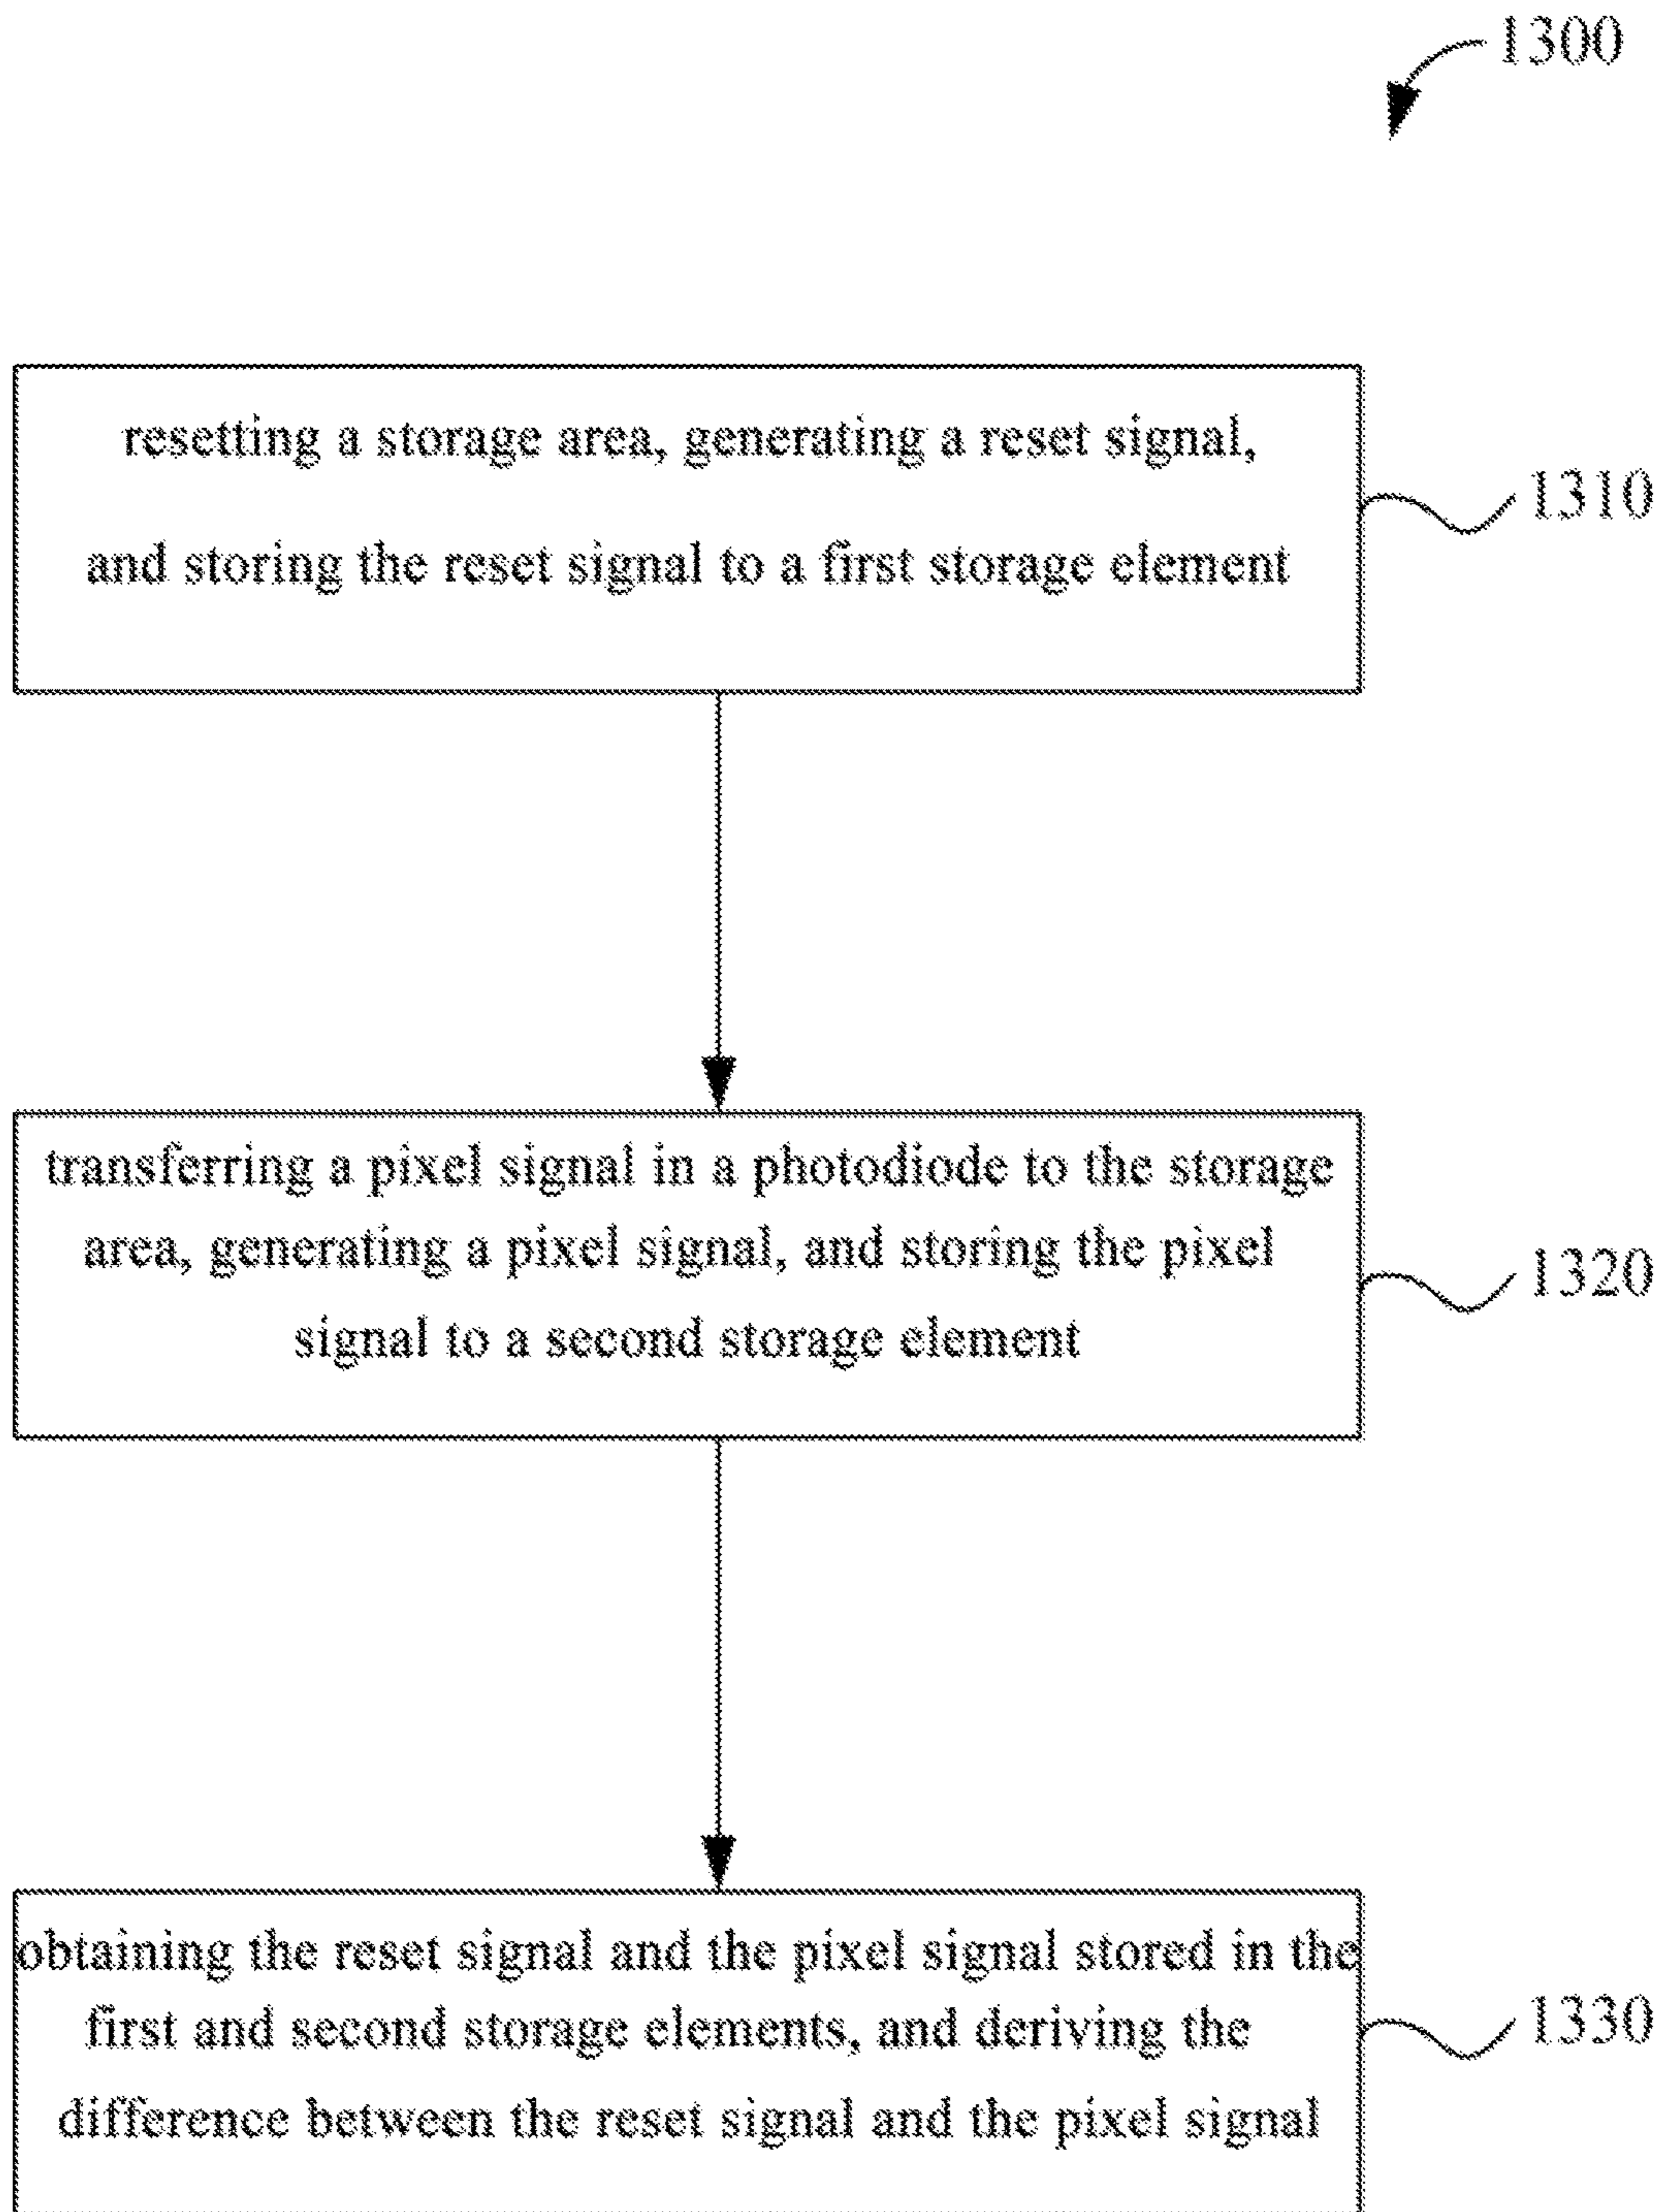 1300
resetting a storage area, generating a reset signal,
and storing the reset signal to a first storage element
1310
transferring a pixel signal in a photodiode to the storage
area, generating a pixel signal, and storing the pixel
signal to a second storage element
1320
obtaining the reset signal and the pixel signal stored in the
first and second storage elements, and deriving the
difference between the reset signal and the pixel signal
1330